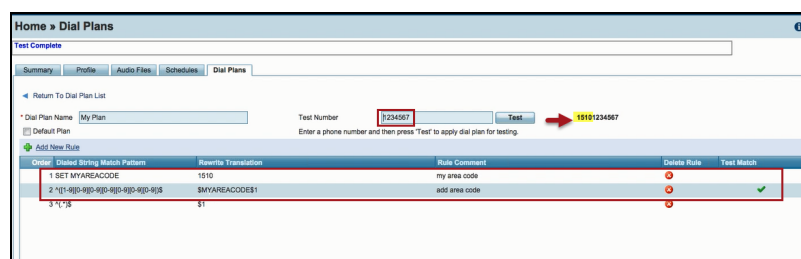 Home » Dial Plans
Test Complete
Summary Profile Audio Files Schedules Dial Plans
Return To Dial Plan List
* Dial Plan Name My Plan Test Number 1234567 Test 15101234567
Default Plan Enter a phone number and then press 'Test' to apply dial plan for testing.
Add New Rule
Order Dialed String Match Pattern Rewrite Translation Rule Comment Delete Rule Test Match
1 SET MYAREACODE 1510 my area code
2 ^([1-9][0-9][0-9][0-9][0-9][0-9][0-9])$ $MYAREACODE$1 add area code
3 ^(.*)$ $1